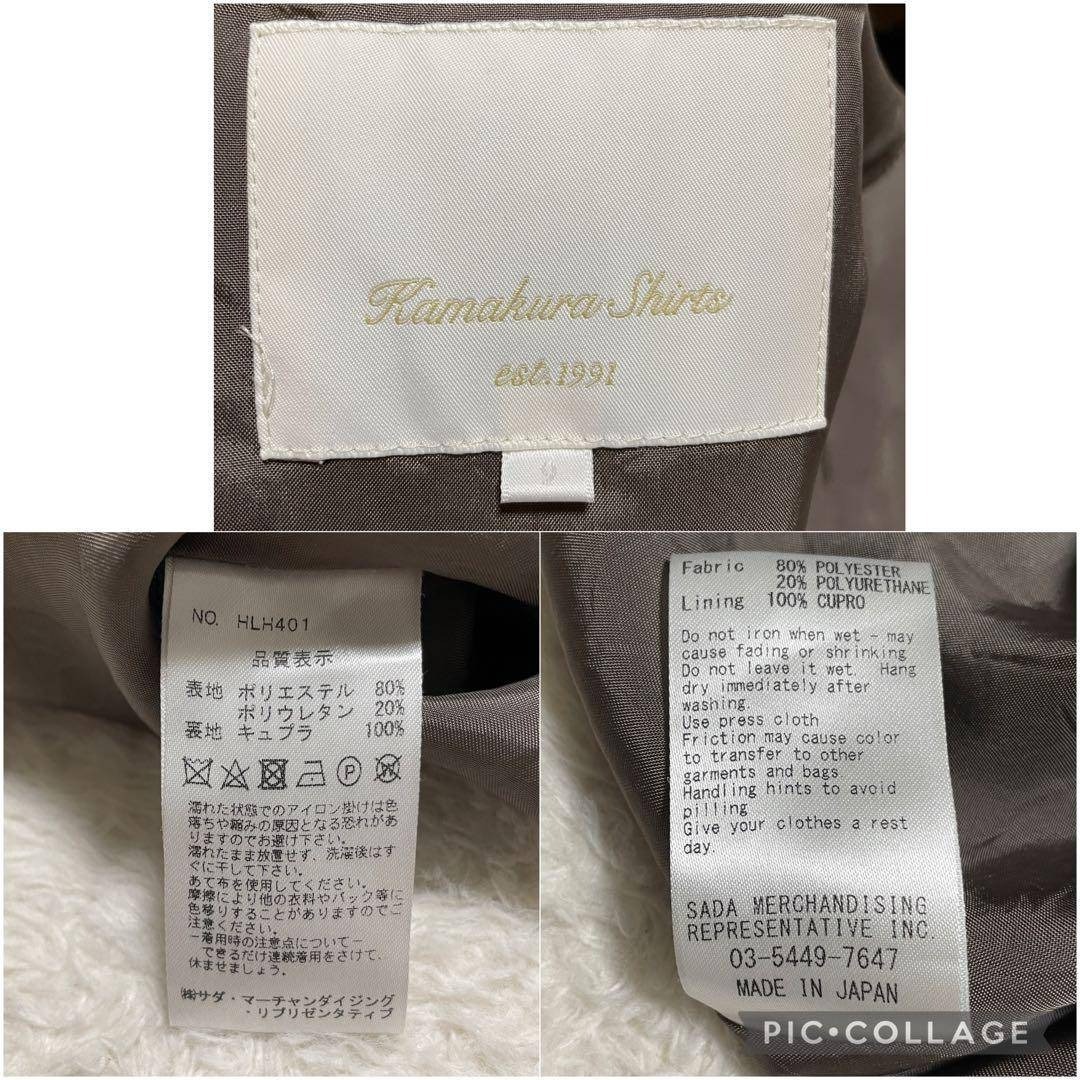 Kamakura Shirts
est.1991
9
NO. HLH401
品質表示
表地 ポリエステル 80%
ポリウレタン 20%
裏地 キュプラ 100%
P W
濡れた状態でのアイロン掛けは色
落ちや縮みの原因となる恐れがあ
りますのでお避け下さい。
濡れたまま放置せず、洗濯後はす
ぐに干して下さい。
あて布を使用してください。
摩擦により他の衣料やバック等に
色移りすることがありますのでご
注意ください。
－着用時の注意点について－
できるだけ連続着用をさけて、
休ませましょう。
㈱サダ・マーチャンダイジング
・リプリゼンタティブ
Fabric 80% POLYESTER
20% POLYURETHANE
Lining 100% CUPRO
Do not iron when wet - may
cause fading or shrinking
Do not leave it wet. Hang
dry immediately after
washing.
Use press cloth
Friction may cause color
to transfer to other
garments and bags.
Handling hints to avoid
pilling
Give your clothes a rest
day.
SADA MERCHANDISING
REPRESENTATIVE INC.
03-5449-7647
MADE IN JAPAN
PIC•COLLAGE